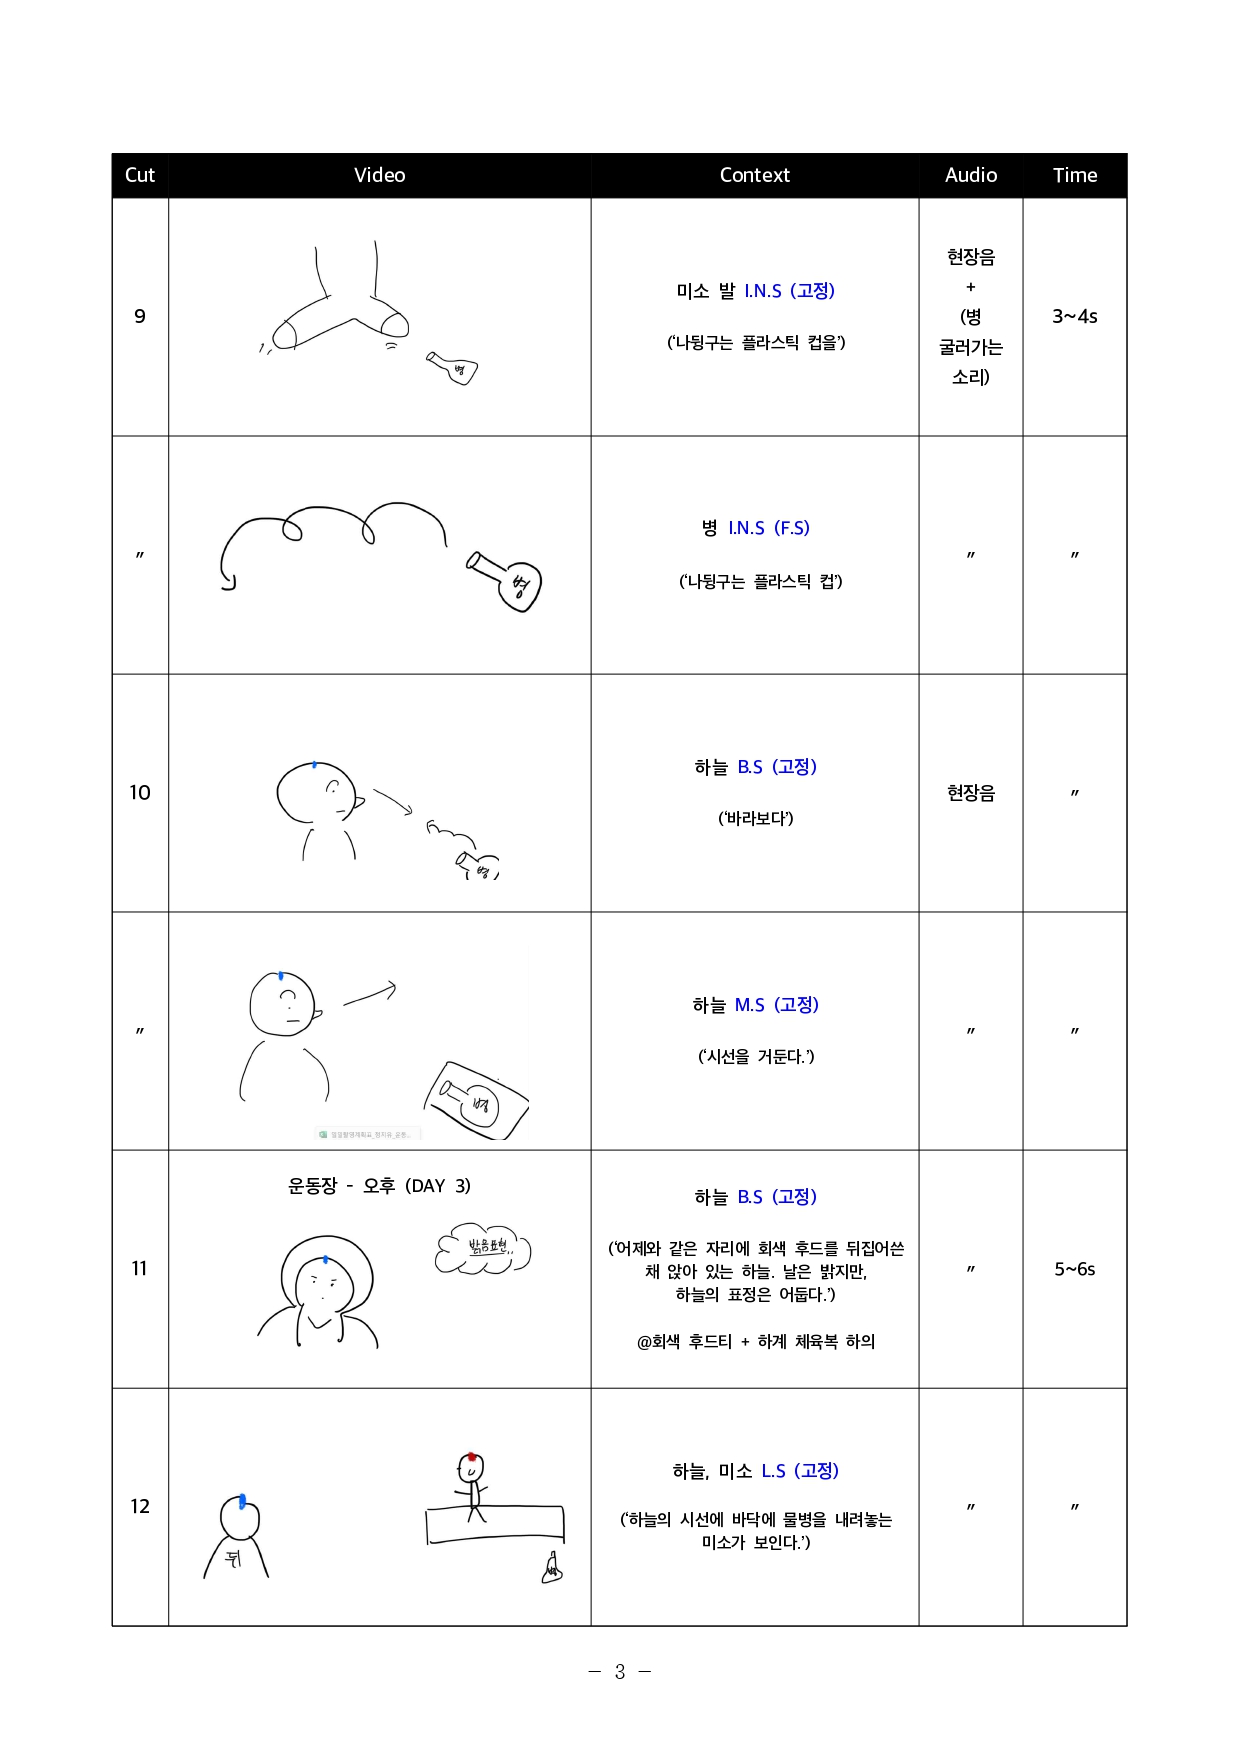 Cut Video Context Audio Time
9
병
미소 발 I.N.S (고정)
('나뒹구는 플라스틱 컵을')
현장음
+
(병
굴러가는
소리)
3~4s
〃
병
병 I.N.S (F.S)
('나뒹구는 플라스틱 컵')
〃
〃
10
병
하늘 B.S (고정)
('바라보다')
현장음
〃
〃
병
하늘 M.S (고정)
('시선을 거둔다.')
〃
〃
11
운동장 - 오후 (DAY 3)
밝음표현..
하늘 B.S (고정)
('어제와 같은 자리에 회색 후드를 뒤집어쓴
채 앉아 있는 하늘. 날은 밝지만,
하늘의 표정은 어둡다.')
@회색 후드티 + 하계 체육복 하의
〃
5~6s
12
뒤
하늘, 미소 L.S (고정)
('하늘의 시선에 바닥에 물병을 내려놓는
미소가 보인다.')
〃
〃
- 3 -